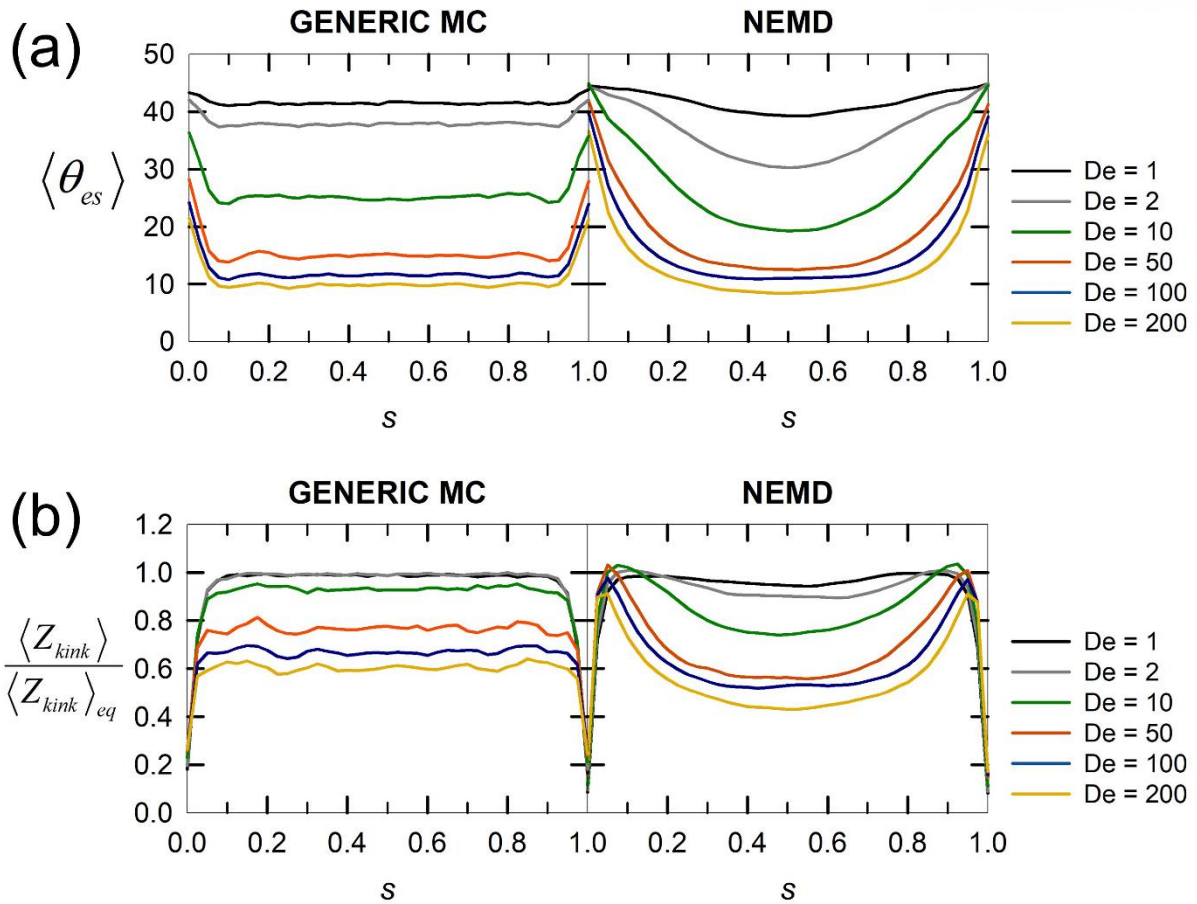 (a)
GENERIC MC NEMD
50
40
30
20
10
0
⟨θes⟩
0.0 0.2 0.4 0.6 0.8 1.0 0.2 0.4 0.6 0.8 1.0
s s
De = 1
De = 2
De = 10
De = 50
De = 100
De = 200
(b)
GENERIC MC NEMD
1.2
1.0
0.8
0.6
0.4
0.2
0.0
⟨Zkink⟩
⟨Zkink⟩eq
0.0 0.2 0.4 0.6 0.8 1.0 0.2 0.4 0.6 0.8 1.0
s s
De = 1
De = 2
De = 10
De = 50
De = 100
De = 200